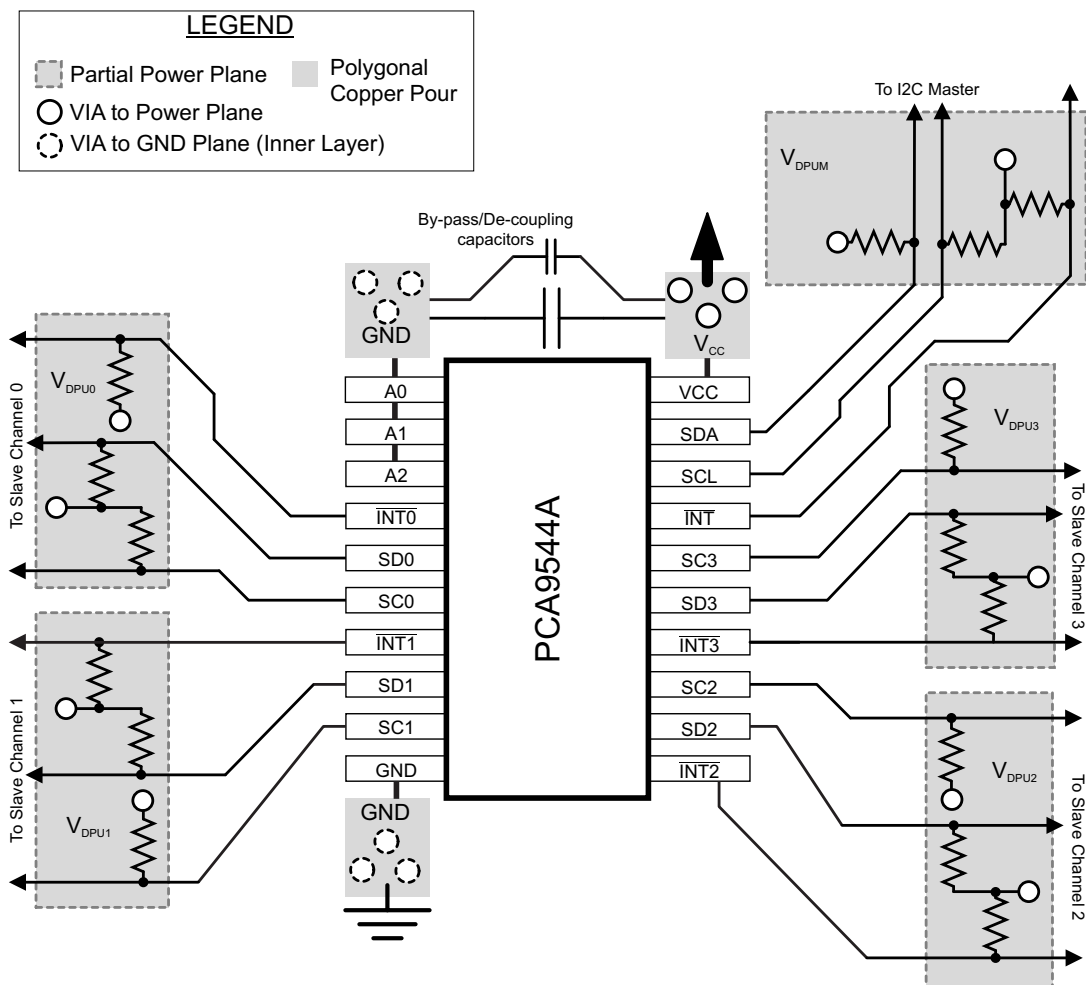 LEGEND
Partial Power Plane
Polygonal
Copper Pour
VIA to Power Plane
VIA to GND Plane (Inner Layer)
To I2C Master
VDPUM
By-pass/De-coupling
capacitors
GND
VCC
VDPU0
To Slave Channel 0
VDPU3
To Slave Channel 3
A0
A1
A2
INT0
SD0
SC0
INT1
SD1
SC1
GND
PCA9544A
VCC
SDA
SCL
INT
SC3
SD3
INT3
SC2
SD2
INT2
To Slave Channel 1
VDPU1
GND
VDPU2
To Slave Channel 2